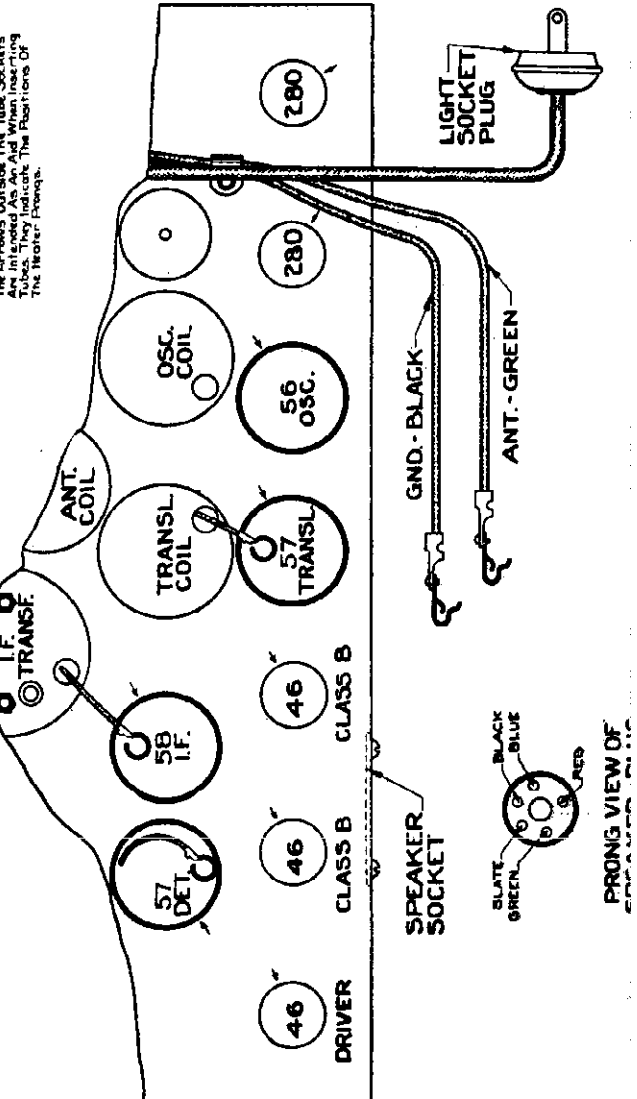 The Arrows Outside The Tube Sockets
Are Intended As An Aid When Inserting
Tubes. They Indicate The Positions Of
The Heater Prongs.
I.F.
TRANSF.
ANT.
COIL
OSC.
COIL
TRANSL.
COIL
58
I.F.
57
DET.
57
TRANSL.
56
OSC.
280
280
46
DRIVER
46
CLASS B
46
CLASS B
SPEAKER
SOCKET
LIGHT
SOCKET
PLUG
GND.-BLACK
ANT.-GREEN
SLATE
GREEN
BLACK
BLUE
RED
PRONG VIEW OF
SPEAKER PLUG